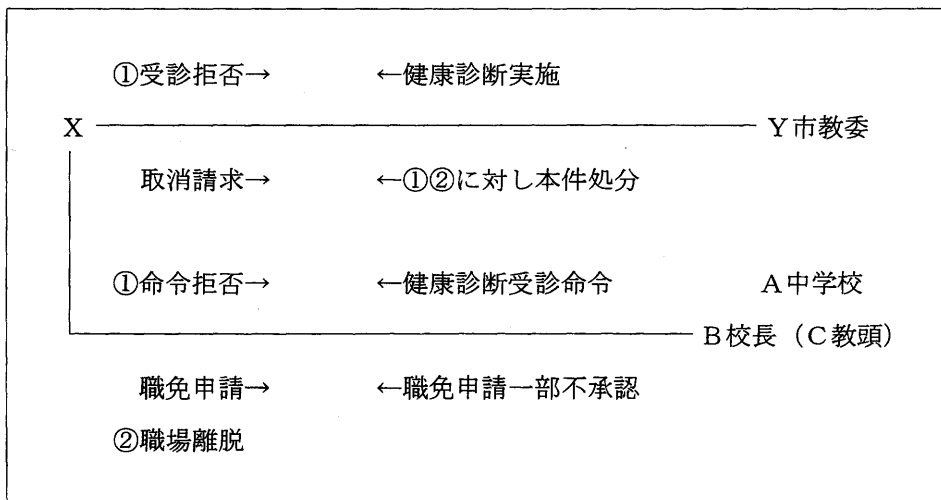 ①受診拒否→ ←健康診断実施
X Y市教委
取消請求→ ←①②に対し本件処分
①命令拒否→ ←健康診断受診命令 A中学校
B校長（C教頭）
職免申請→ ←職免申請一部不承認
②職場離脱